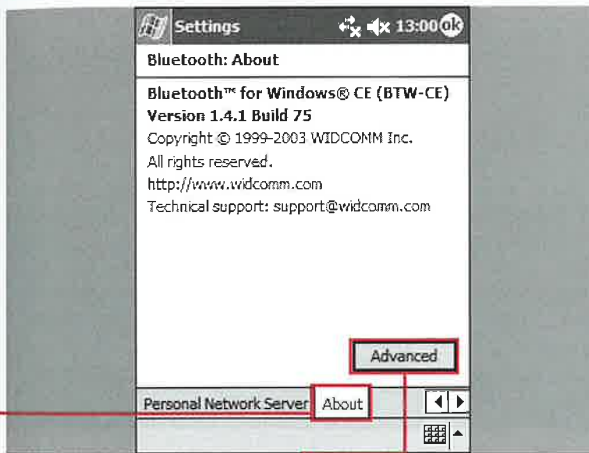 Settings 13:00 ok
Bluetooth: About
Bluetooth™ for Windows® CE (BTW-CE)
Version 1.4.1 Build 75
Copyright © 1999-2003 WIDCOMM Inc.
All rights reserved.
http://www.widcomm.com
Technical support: support@widcomm.com
Advanced
Personal Network Server About